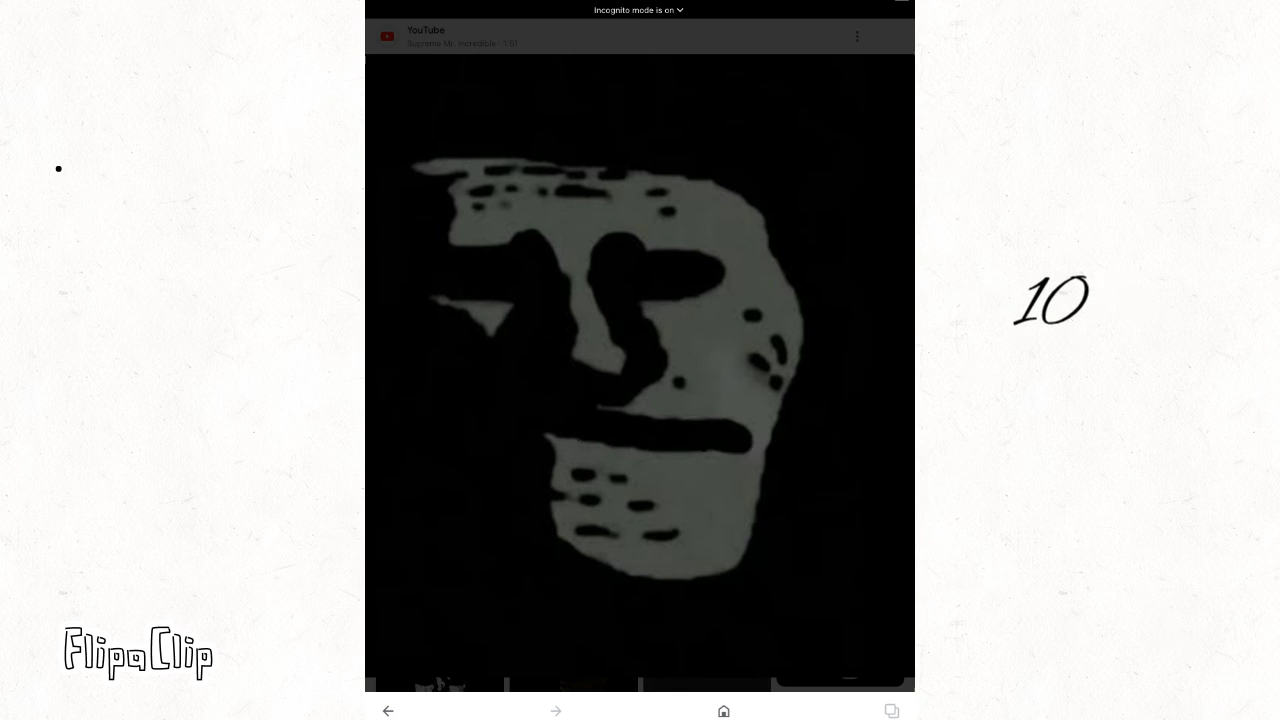 Incognito mode is on
YouTube
Supreme Mr. Incredible · 1:51
10
FlipaClip